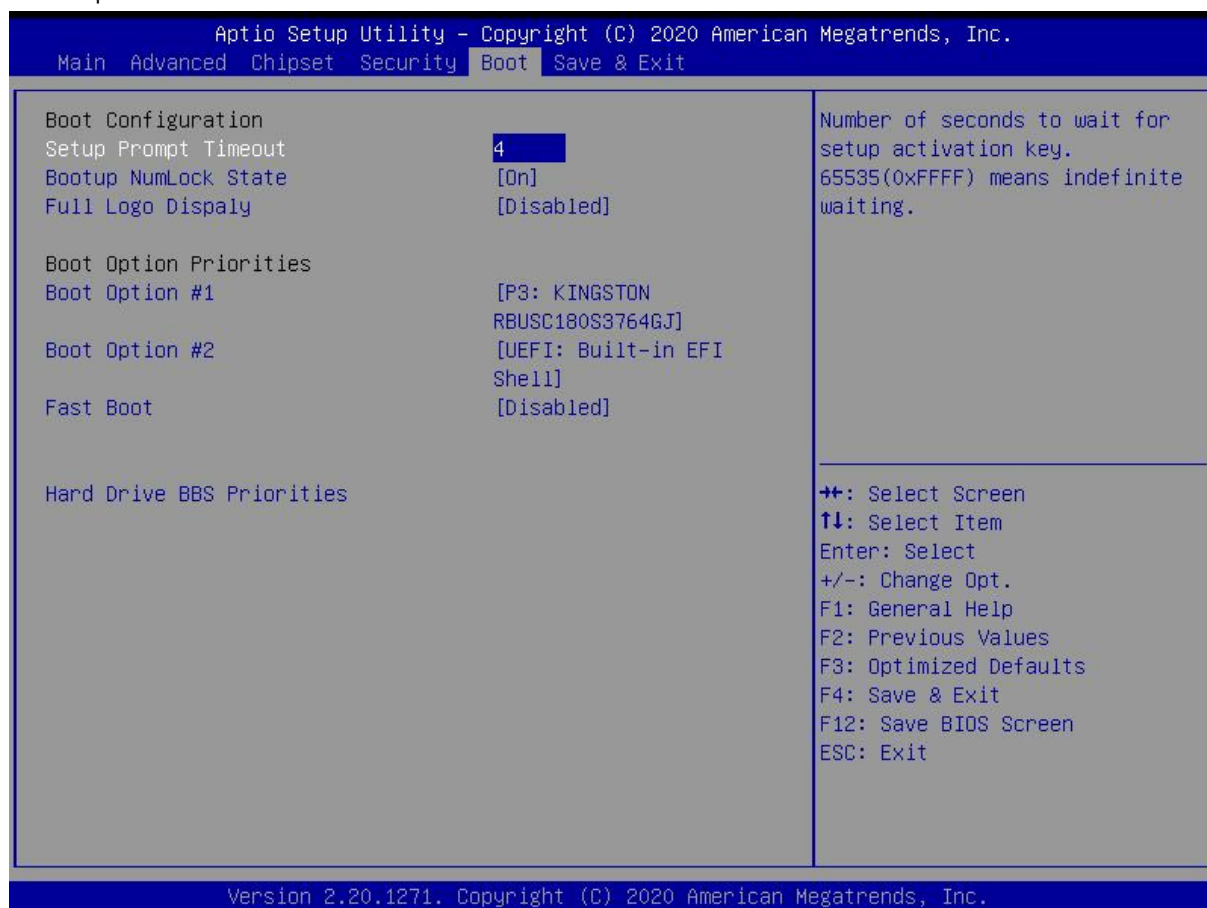 Aptio Setup Utility – Copyright (C) 2020 American Megatrends, Inc.
Main Advanced Chipset Security Boot Save & Exit
Boot Configuration
Setup Prompt Timeout 4
Bootup NumLock State [On]
Full Logo Dispaly [Disabled]
Boot Option Priorities
Boot Option #1 [P3: KINGSTON
RBUSC180S3764GJ]
Boot Option #2 [UEFI: Built-in EFI
Shell]
Fast Boot [Disabled]
Hard Drive BBS Priorities
Number of seconds to wait for
setup activation key.
65535(0xFFFF) means indefinite
waiting.
→←: Select Screen
↑↓: Select Item
Enter: Select
+/-: Change Opt.
F1: General Help
F2: Previous Values
F3: Optimized Defaults
F4: Save & Exit
F12: Save BIOS Screen
ESC: Exit
Version 2.20.1271. Copyright (C) 2020 American Megatrends, Inc.